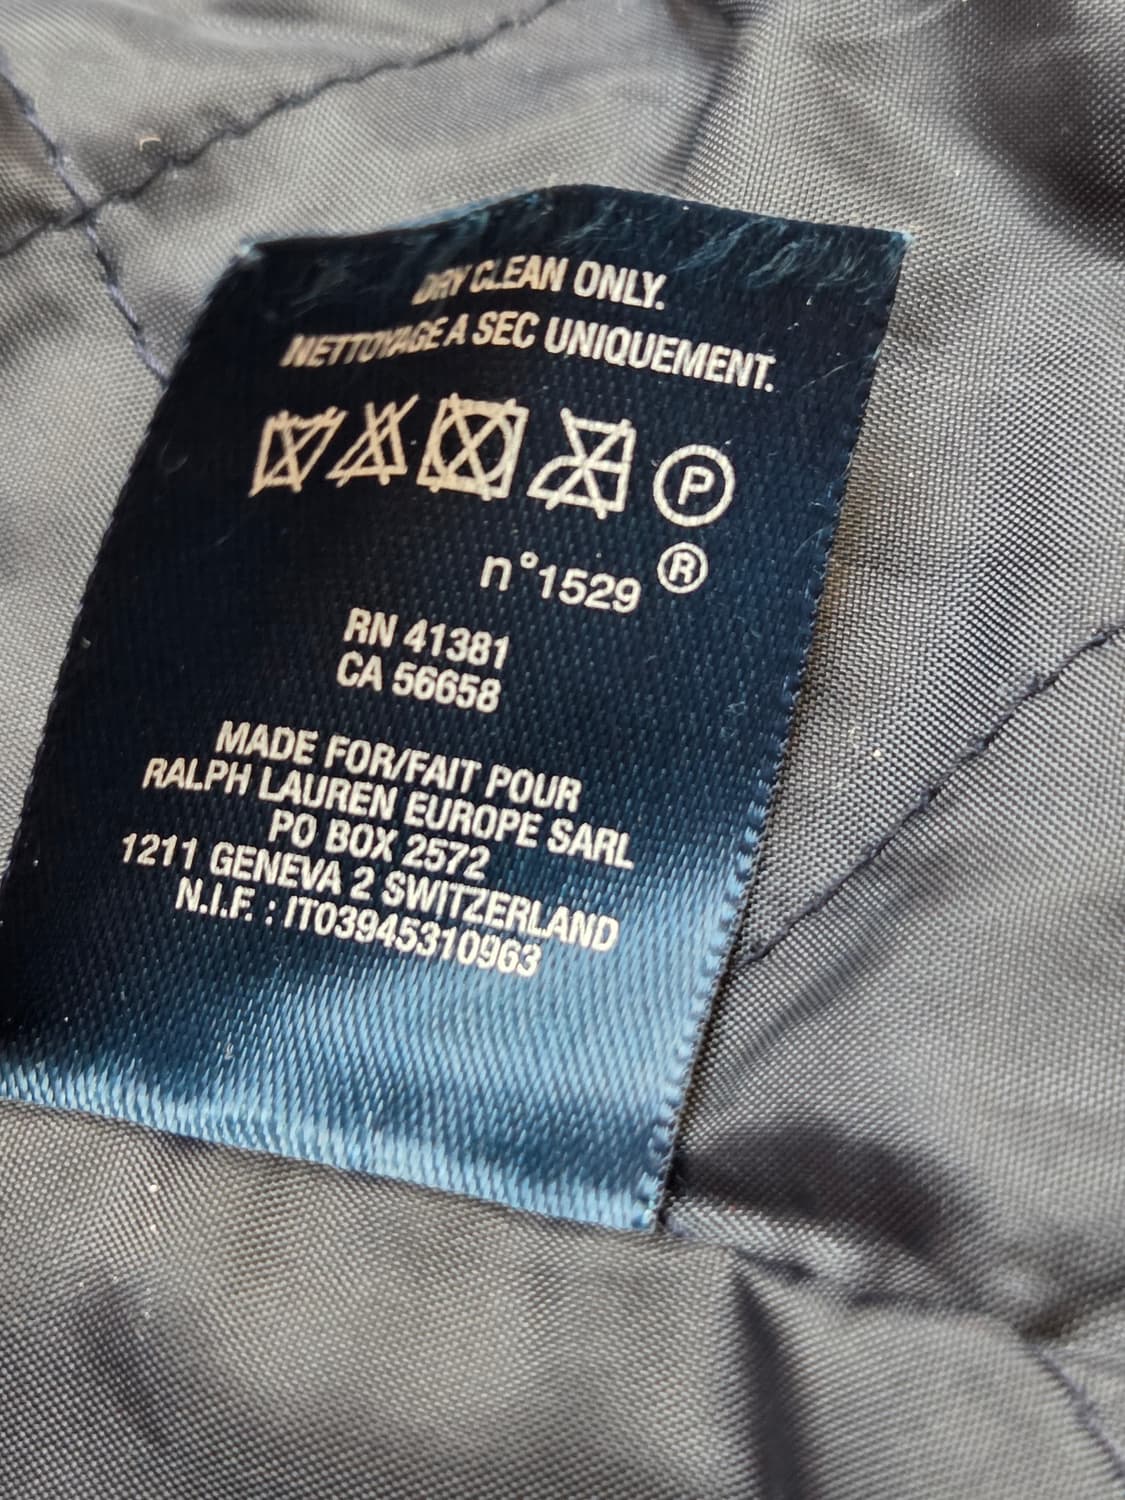 DRY CLEAN ONLY.
NETTOYAGE A SEC UNIQUEMENT.
P
n°1529 ®
RN 41381
CA 56658
MADE FOR/FAIT POUR
RALPH LAUREN EUROPE SARL
PO BOX 2572
1211 GENEVA 2 SWITZERLAND
N.I.F. : IT03945310963